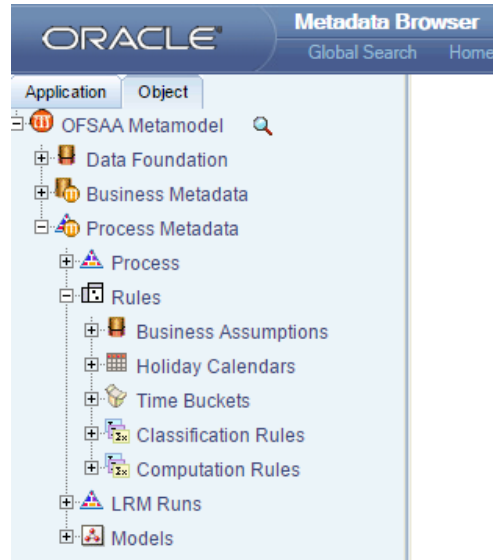 ORACLE®
Metadata Browser
Global Search Home
Application Object
OFSAA Metamodel
Data Foundation
Business Metadata
Process Metadata
Process
Rules
Business Assumptions
Holiday Calendars
Time Buckets
Classification Rules
Computation Rules
LRM Runs
Models